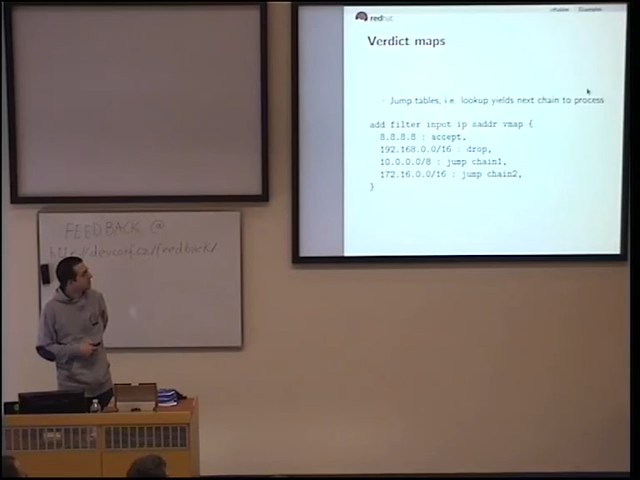 redhat
Examples
Verdict maps
Jump tables, i.e. lookup yields next chain to process
add filter input ip saddr vmap {
8.8.8.8 : accept,
192.168.0.0/16 : drop,
10.0.0.0/8 : jump chain1,
172.16.0.0/16 : jump chain2,
}
FEEDBACK @
http://devconf.cz/feedback/